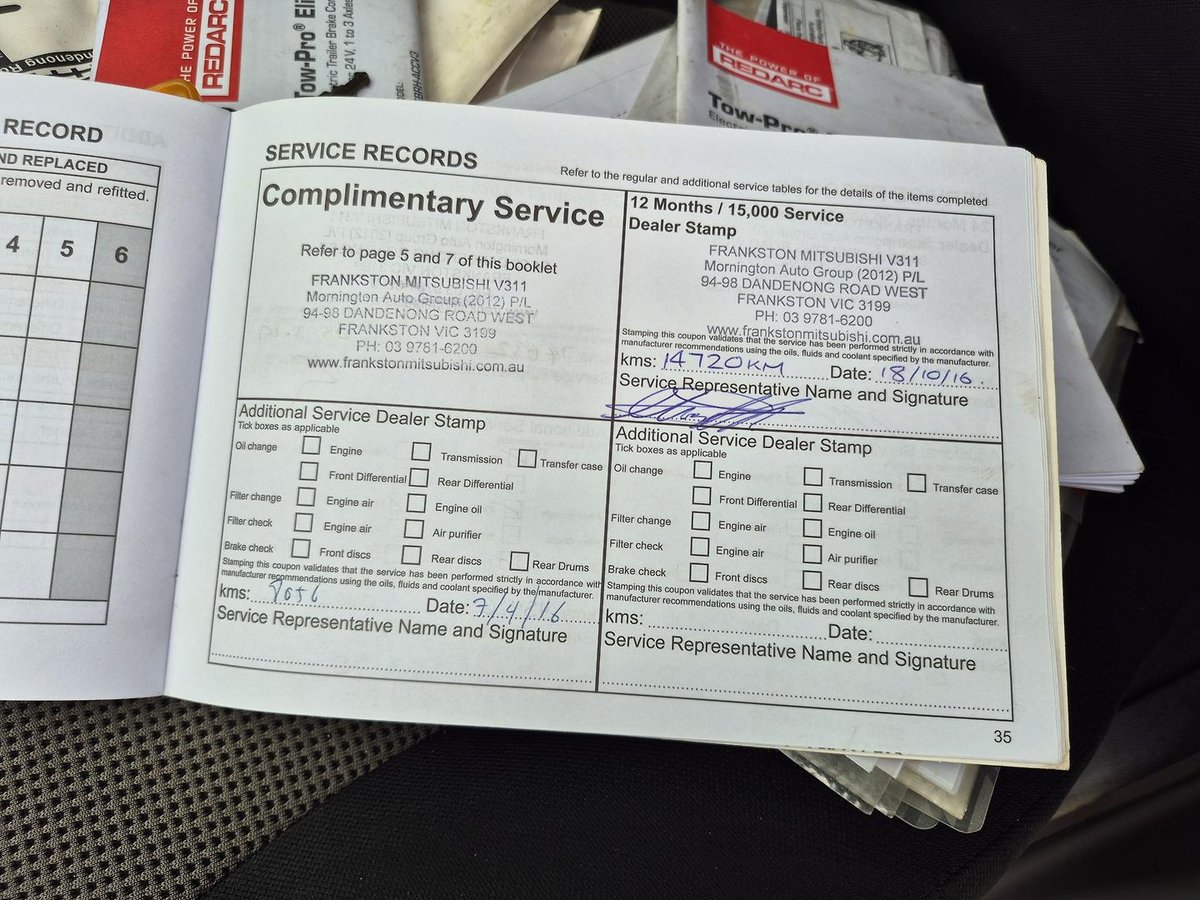 THE POWER OF
REDARC
Tow-Pro® Eli
24V, 1 to 3 Axles
THE POWER OF
REDARC
Tow-Pro®
RECORD
ND REPLACED
removed and refitted.
4 5 6
SERVICE RECORDS
Refer to the regular and additional service tables for the details of the items completed
Complimentary Service
Refer to page 5 and 7 of this booklet
FRANKSTON MITSUBISHI V311
Mornington Auto Group (2012) P/L
94-98 DANDENONG ROAD WEST
FRANKSTON VIC 3199
PH: 03 9781-6200
www.frankstonmitsubishi.com.au
12 Months / 15,000 Service
Dealer Stamp
FRANKSTON MITSUBISHI V311
Mornington Auto Group (2012) P/L
94-98 DANDENONG ROAD WEST
FRANKSTON VIC 3199
PH: 03 9781-6200
www.frankstonmitsubishi.com.au
Stamping this coupon validates that the service has been performed strictly in accordance with
manufacturer recommendations using the oils, fluids and coolant specified by the manufacturer.
kms: 14720KM Date: 18/10/16.
Service Representative Name and Signature
Additional Service Dealer Stamp
Tick boxes as applicable
Oil change Engine Transmission Transfer case
Front Differential Rear Differential
Filter change Engine air Engine oil
Filter check Engine air Air purifier
Brake check Front discs Rear discs Rear Drums
Stamping this coupon validates that the service has been performed strictly in accordance with
manufacturer recommendations using the oils, fluids and coolant specified by the manufacturer.
kms: Date: 7/4/16
Service Representative Name and Signature
Additional Service Dealer Stamp
Tick boxes as applicable
Oil change Engine Transmission Transfer case
Front Differential Rear Differential
Filter change Engine air Engine oil
Filter check Engine air Air purifier
Brake check Front discs Rear discs Rear Drums
Stamping this coupon validates that the service has been performed strictly in accordance with
manufacturer recommendations using the oils, fluids and coolant specified by the manufacturer.
kms: Date:
Service Representative Name and Signature
35